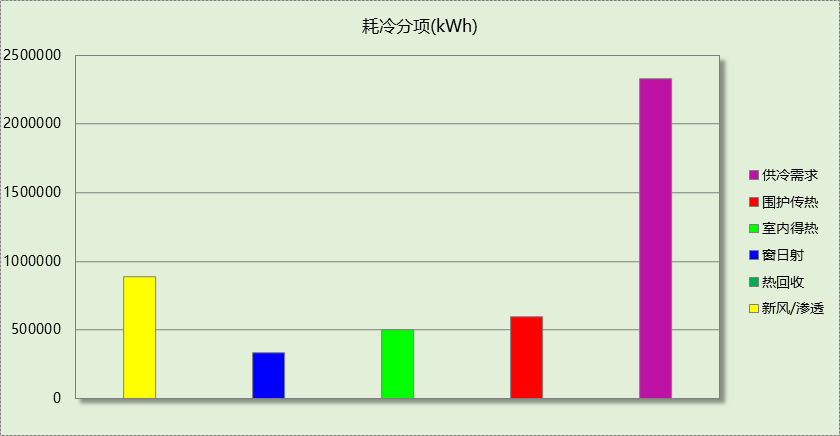 耗冷分项(kWh)
2500000
2000000
1500000
1000000
500000
0
供冷需求
围护传热
室内得热
窗日射
热回收
新风/渗透